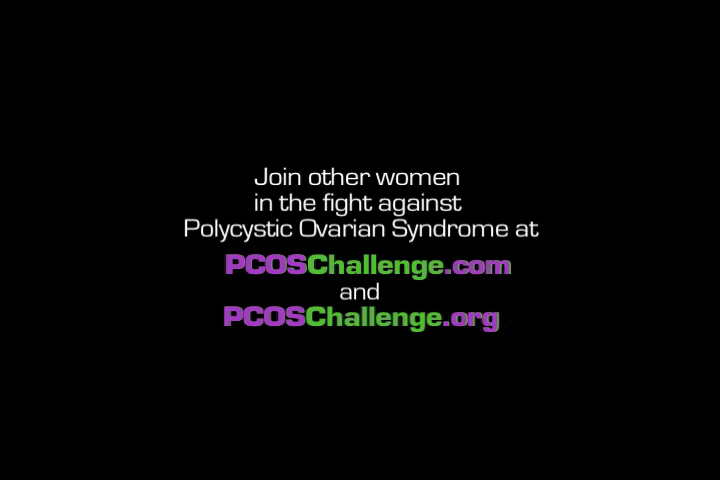 Join other women
in the fight against
Polycystic Ovarian Syndrome at
PCOSChallenge.com
and
PCOSChallenge.org